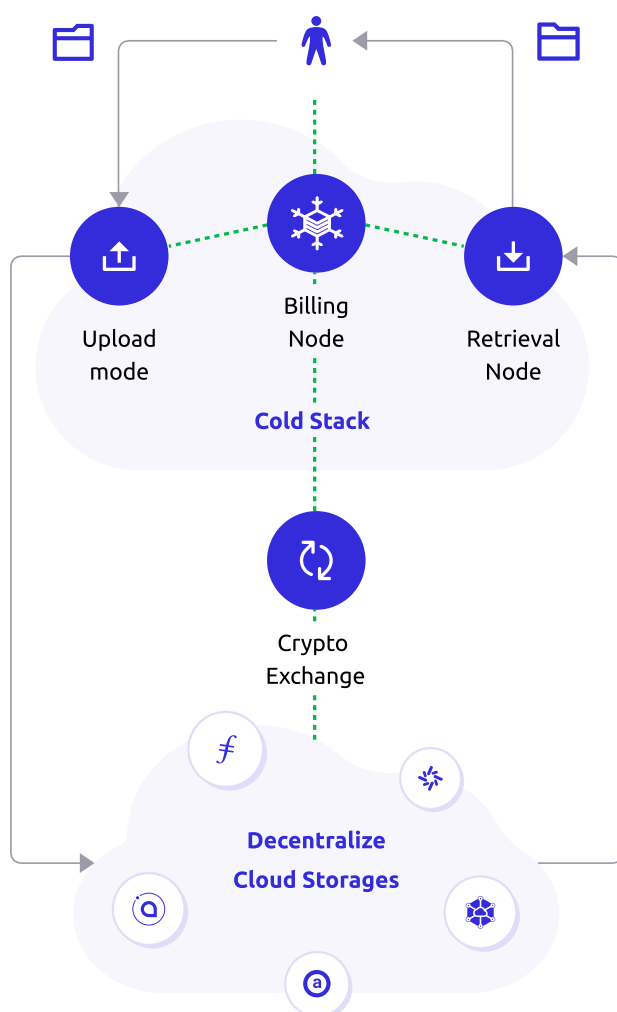 Billing
Node
Upload
mode
Retrieval
Node
Cold Stack
Crypto
Exchange
Decentralize
Cloud Storages
a